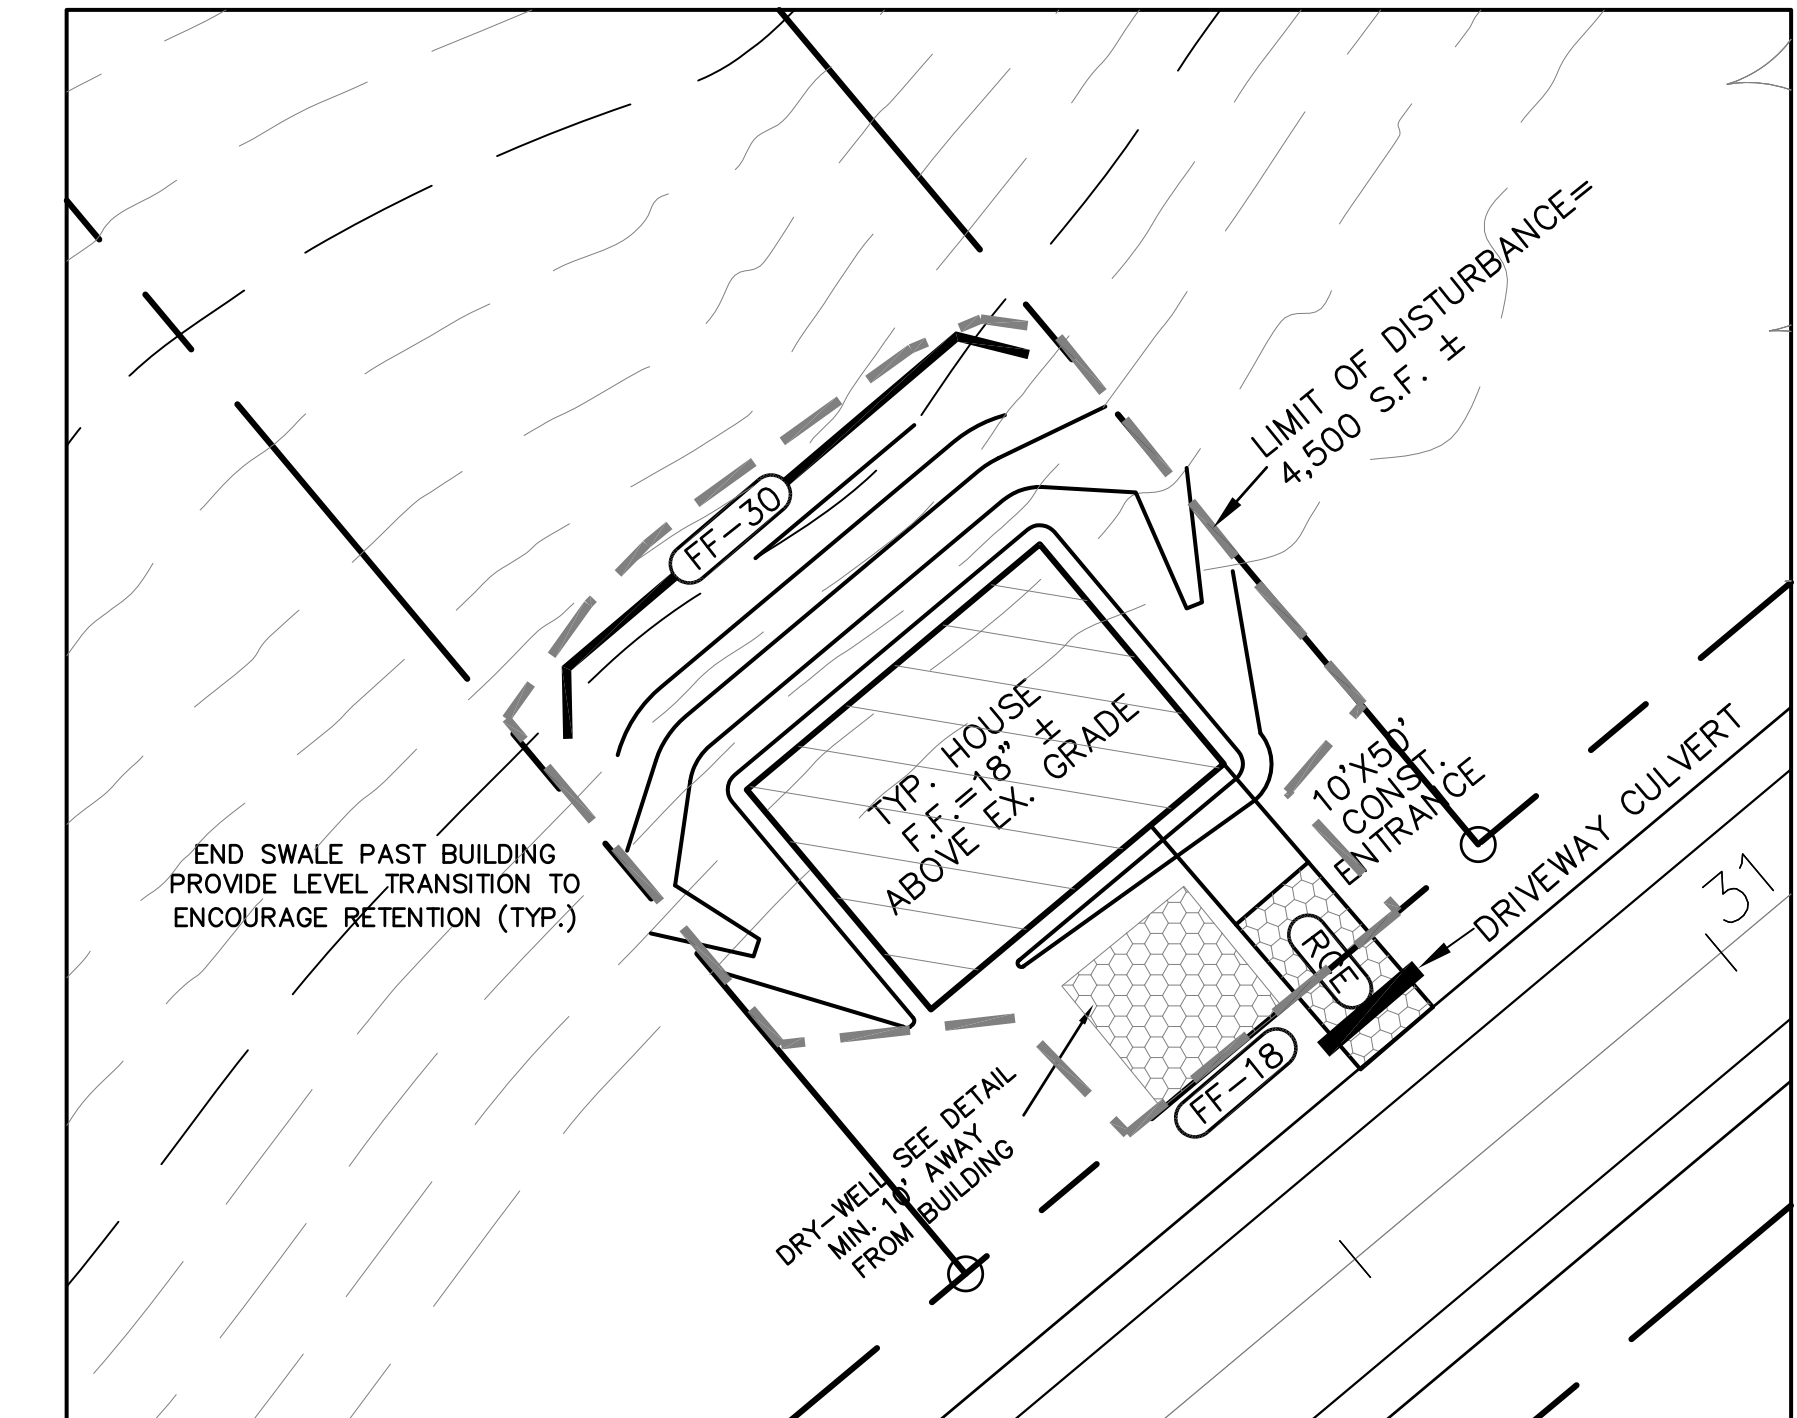 LIMIT OF DISTURBANCE=
4,500 S.F. ±
FF-30
TYP. HOUSE
F.F.=18" ±
ABOVE EX. GRADE
10'X50'
CONST.
ENTRANCE
DRIVEWAY CULVERT
31
END SWALE PAST BUILDING
PROVIDE LEVEL TRANSITION TO
ENCOURAGE RETENTION (TYP.)
RCE
FF-18
DRY-WELL, SEE DETAIL
MIN. 10' AWAY
FROM BUILDING